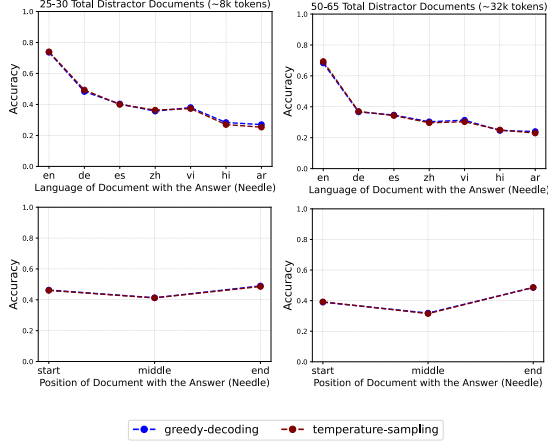 25-30 Total Distractor Documents (~8k tokens)
1.0
0.8
0.6
0.4
0.2
0.0
Accuracy
en de es zh vi hi ar
Language of Document with the Answer (Needle)
50-65 Total Distractor Documents (~32k tokens)
1.0
0.8
0.6
0.4
0.2
0.0
Accuracy
en de es zh vi hi ar
Language of Document with the Answer (Needle)
1.0
0.8
0.6
0.4
0.2
0.0
Accuracy
start middle end
Position of Document with the Answer (Needle)
1.0
0.8
0.6
0.4
0.2
0.0
Accuracy
start middle end
Position of Document with the Answer (Needle)
greedy-decoding temperature-sampling